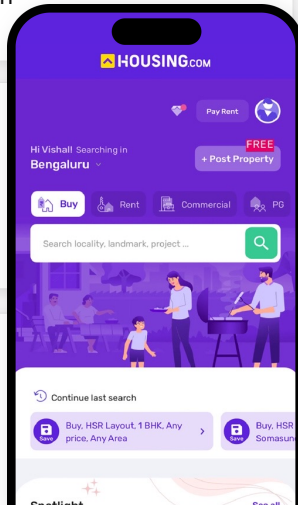 HOUSING.COM
Pay Rent
Hi Vishal! Searching in
Bengaluru
FREE
+ Post Property
Buy
Rent
Commercial
PG
Search locality, landmark, project ...
Continue last search
Save
Buy, HSR Layout, 1 BHK, Any
price, Any Area
Save
Buy, HSR
Somasun
Spotlight
See all